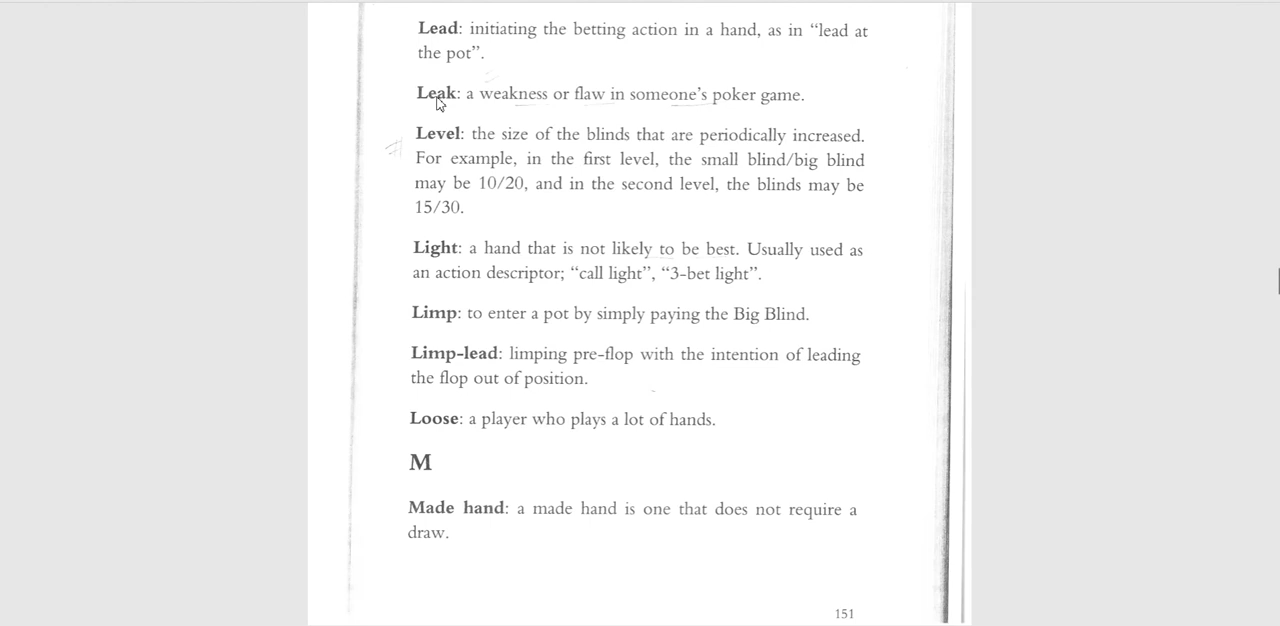 Lead: initiating the betting action in a hand, as in “lead at
the pot”.
Leak: a weakness or flaw in someone’s poker game.
Level: the size of the blinds that are periodically increased.
For example, in the first level, the small blind/big blind
may be 10/20, and in the second level, the blinds may be
15/30.
Light: a hand that is not likely to be best. Usually used as
an action descriptor; “call light”, “3-bet light”.
Limp: to enter a pot by simply paying the Big Blind.
Limp-lead: limping pre-flop with the intention of leading
the flop out of position.
Loose: a player who plays a lot of hands.
M
Made hand: a made hand is one that does not require a
draw.
151